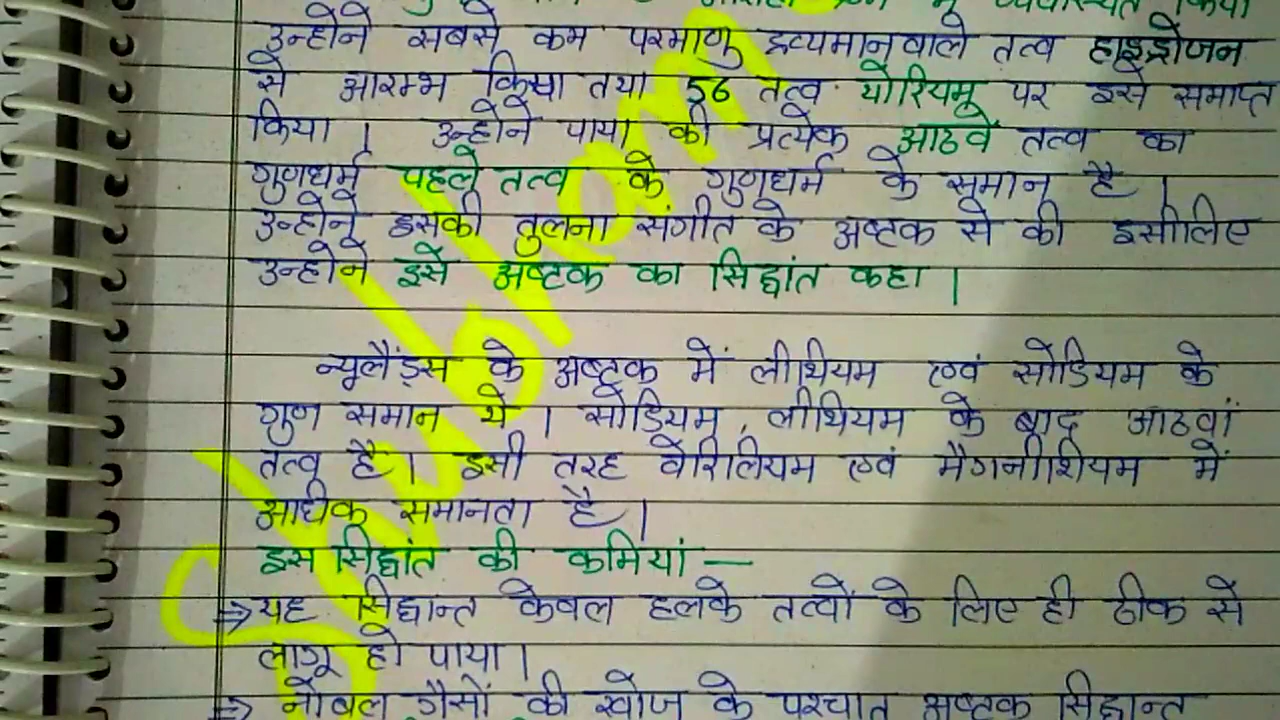 व्यवस्थित किया
उन्होने सबसे कम परमाणु द्रव्यमानवाले तत्व हाइड्रोजन
से आरम्भ किया तथा 56 तत्व थोरियम पर इसे समाप्त
किया। उन्होने पाया की प्रत्येक आठवें तत्व का
गुणधर्म पहले तत्व के गुणधर्म के समान है।
उन्होने इसकी तुलना संगीत के अष्टक से की इसीलिए
उन्होने इसे अष्टक का सिद्धांत कहा।
न्यूलैंड्स के अष्टक में लीथियम एवं सोडियम के
गुण समान थे। सोडियम, लीथियम के बाद आठवां
तत्व है। इसी तरह वेरिलियम एवं मैगनीशियम में
अधिक समानता है।
इस सिद्धांत की कमियां —
⇒ यह सिद्धान्त केवल हलके तत्वों के लिए ही ठीक से
लागू हो पाया।
⇒ नोबल गैसों की खोज के पश्चात अष्टक सिद्धान्त